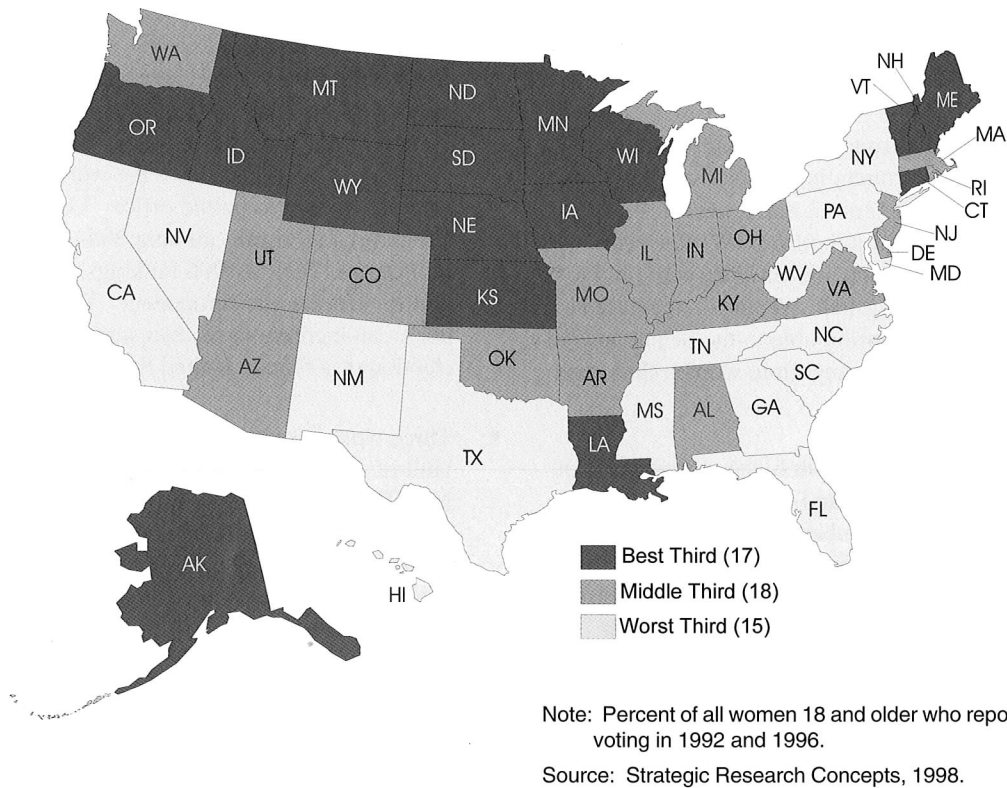 WA
MT
ND
MN
OR
ID
SD
WI
WY
NE
IA
MI
NH
VT
ME
MA
NY
RI
CT
PA
NJ
DE
MD
NV
UT
CO
KS
MO
IL
IN
OH
WV
VA
KY
CA
AZ
NM
OK
AR
TN
NC
SC
MS
AL
GA
TX
LA
FL
AK
HI
Best Third (17)
Middle Third (18)
Worst Third (15)
Note: Percent of all women 18 and older who repo
voting in 1992 and 1996.
Source: Strategic Research Concepts, 1998.